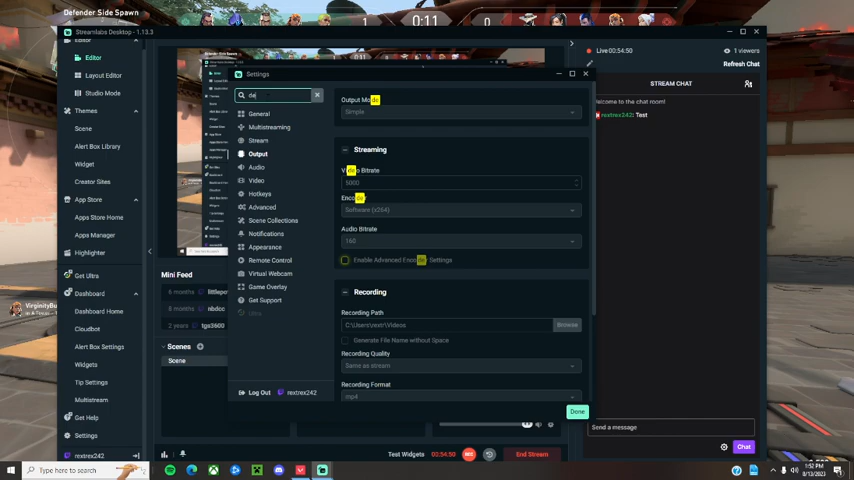 Defender Side Spawn
1
0:11
0
Streamlabs Desktop - 1.13.3
Editor
Editor
Layout Editor
Studio Mode
Themes
Scene
Alert Box Library
Widget
Creator Sites
App Store
Apps Store Home
Apps Manager
Highlighter
Get Ultra
Dashboard
Dashboard Home
Cloudbot
Alert Box Settings
Widgets
Tip Settings
Multistream
Get Help
Settings
rextrex242
Mini Feed
6 months
8 months nbdcc
2 years tgs3600
Scenes
Scene
Settings
de
General
Multistreaming
Stream
Output
Audio
Video
Hotkeys
Advanced
Scene Collections
Notifications
Appearance
Remote Control
Virtual Webcam
Game Overlay
Get Support
Ultra
Log Out rextrex242
Output Mode
Simple
Streaming
Video Bitrate
5000
Encoder
Software (x264)
Audio Bitrate
160
Enable Advanced Encoder Settings
Recording
Recording Path
C:\Users\rextr\Videos
Browse
Generate File Name without Space
Recording Quality
Same as stream
Recording Format
mp4
Done
Live 00:54:50
1 viewers
Refresh Chat
STREAM CHAT
elcome to the chat room!
rextrex242: Test
Send a message
Chat
Test Widgets
00:54:50
REC
End Stream
Type here to search
1:52 PM
8/13/2023